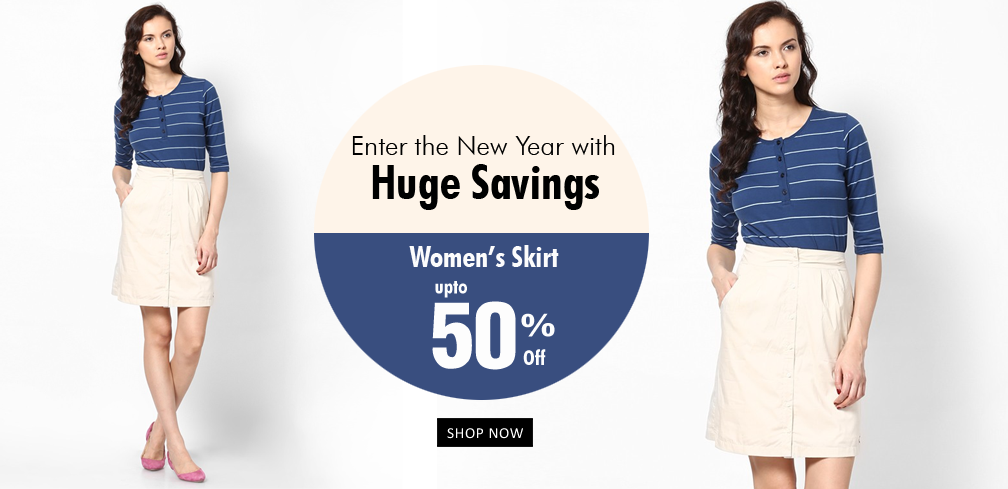 Enter the New Year with
Huge Savings
Women's Skirt
upto
50%
Off
SHOP NOW